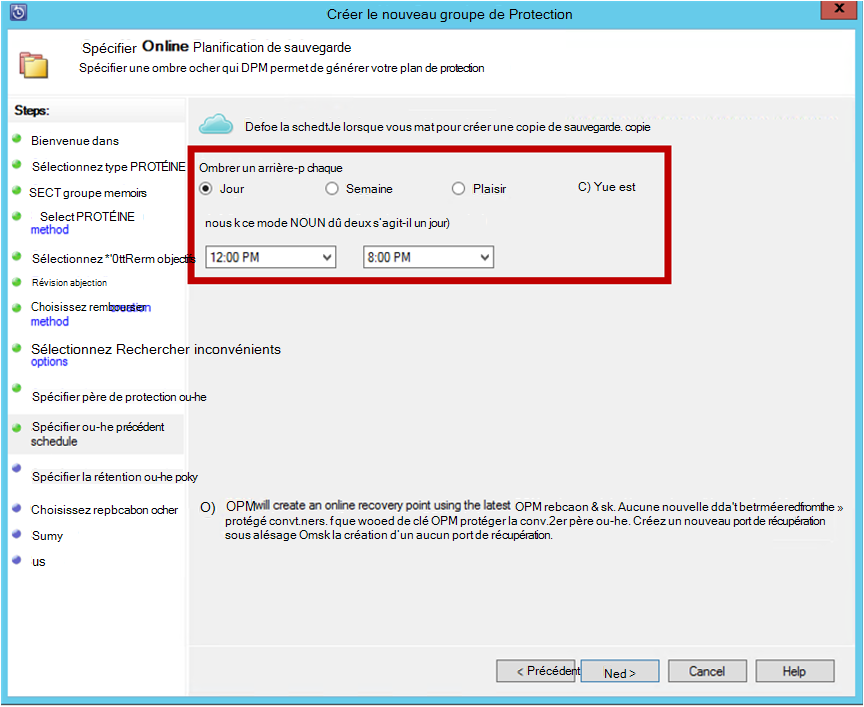 Créer le nouveau groupe de Protection
Spécifier Online Planification de sauvegarde
Spécifier une ombre ocher qui DPM permet de générer votre plan de protection
Steps:
Bienvenue dans
Sélectionnez type PROTÉINE
SECT groupe memoirs
Select PROTÉINE
method
Sélectionnez *'0ttRerm objectifs
Révision abjection
Choisissez rembourser creation
method
Sélectionnez Rechercher inconvénients
options
Spécifier père de protection ou-he
Spécifier ou-he précédent
schedule
Spécifier la rétention ou-he poky
Choisissez repbcabon ocher
Sumy
us
Defoe la schedtJe lorsque vous mat pour créer une copie de sauvegarde. copie
Ombrer un arrière-p chaque
Jour
Semaine
Plaisir
C) Yue est
nous k ce mode NOUN dû deux s'agit-il un jour)
12:00 PM
8:00 PM
O) OPMwill create an online recovery point using the latest OPM rebcaon & sk. Aucune nouvelle dda't betrméeredfromthe »
protégé convt.ners. fque wooed de clé OPM protéger la conv.2er père ou-he. Créez un nouveau port de récupération
sous alésage Omsk la création d'un aucun port de récupération.
< Précédent
Ned >
Cancel
Help